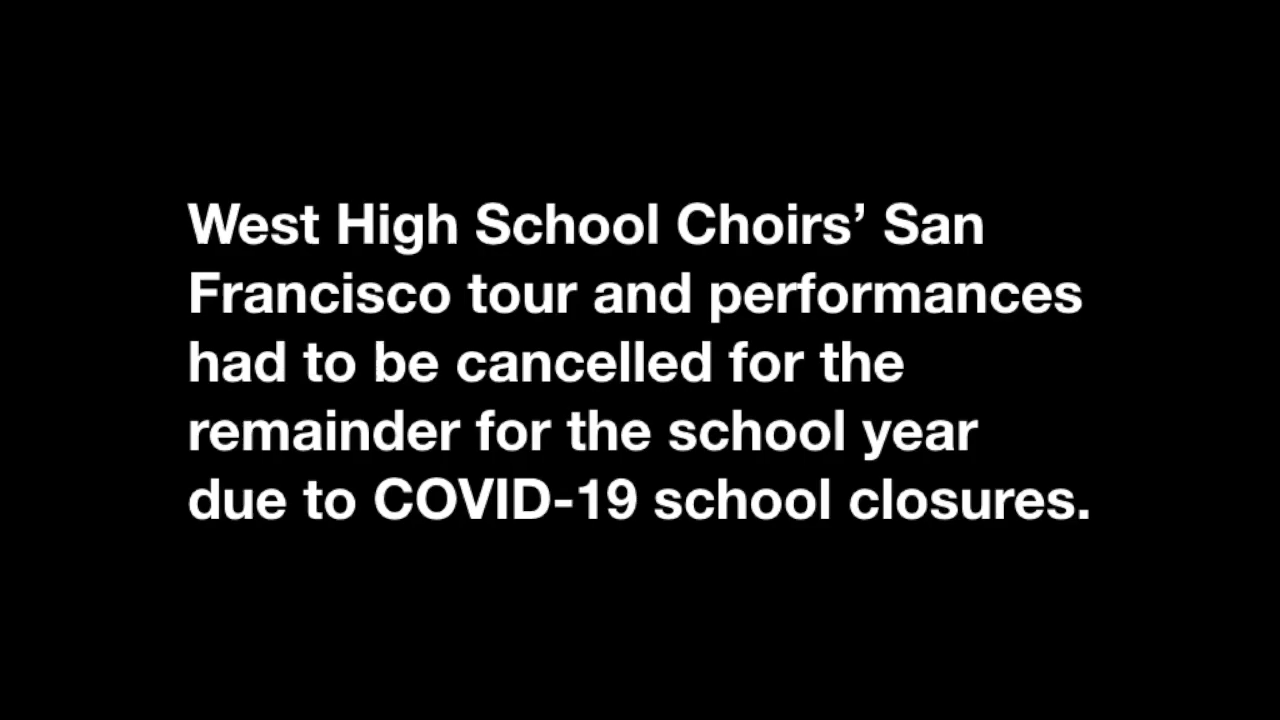 West High School Choirs’ San
Francisco tour and performances
had to be cancelled for the
remainder for the school year
due to COVID-19 school closures.